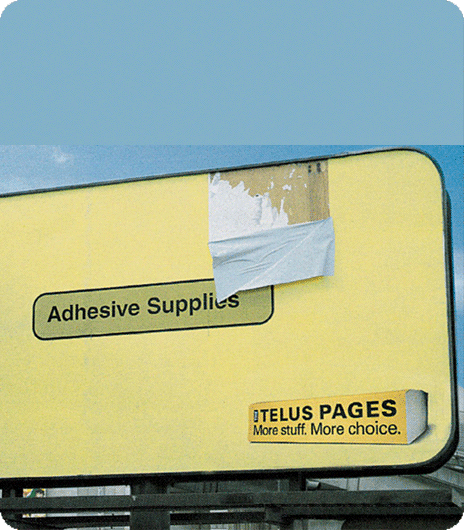 Adhesive Supplies
TELUS PAGES
More stuff. More choice.